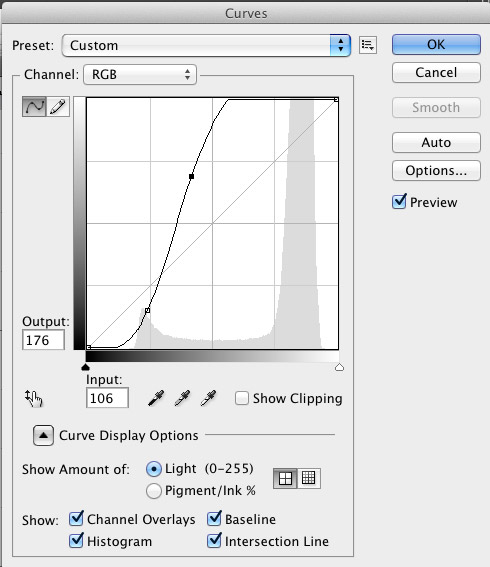 Curves
Preset: Custom
OK
Channel: RGB
Cancel
Smooth
Auto
Options...
Preview
Output:
176
Input:
106
Show Clipping
Curve Display Options
Show Amount of: Light (0-255)
Pigment/Ink %
Show: Channel Overlays Baseline
Histogram Intersection Line